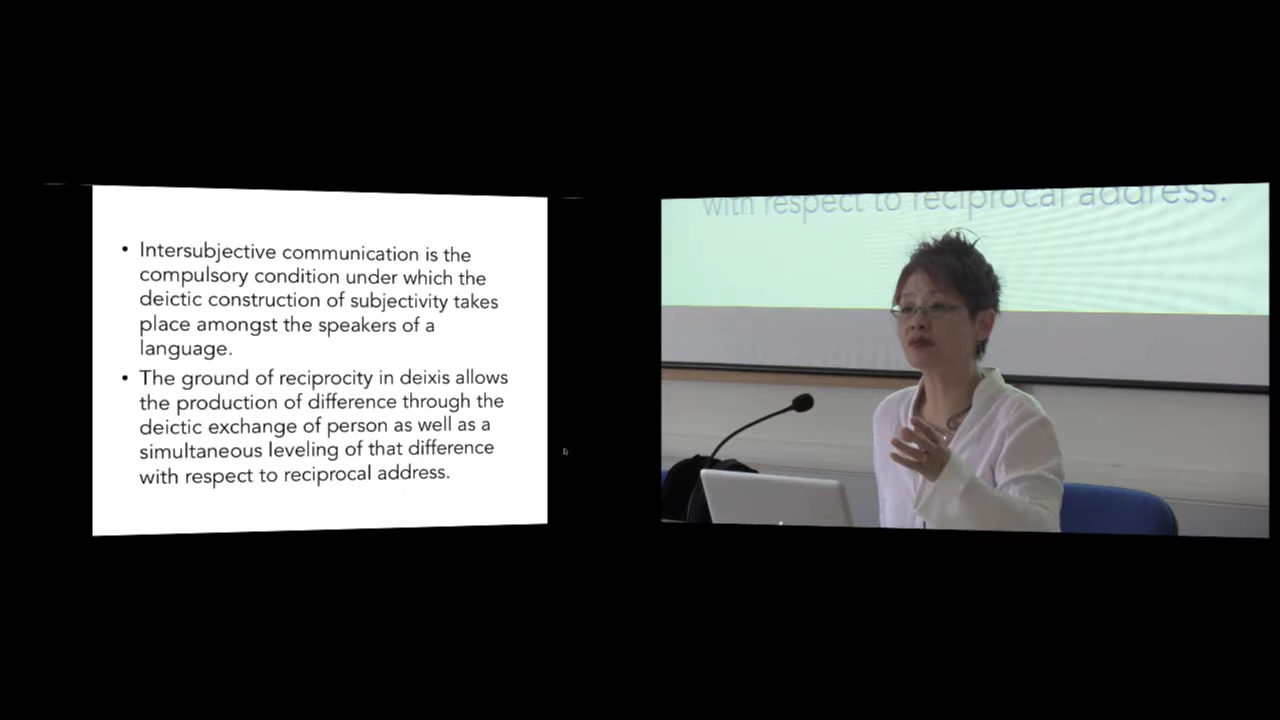 • Intersubjective communication is the
compulsory condition under which the
deictic construction of subjectivity takes
place amongst the speakers of a
language.
• The ground of reciprocity in deixis allows
the production of difference through the
deictic exchange of person as well as a
simultaneous leveling of that difference
with respect to reciprocal address.
with respect to reciprocal address.